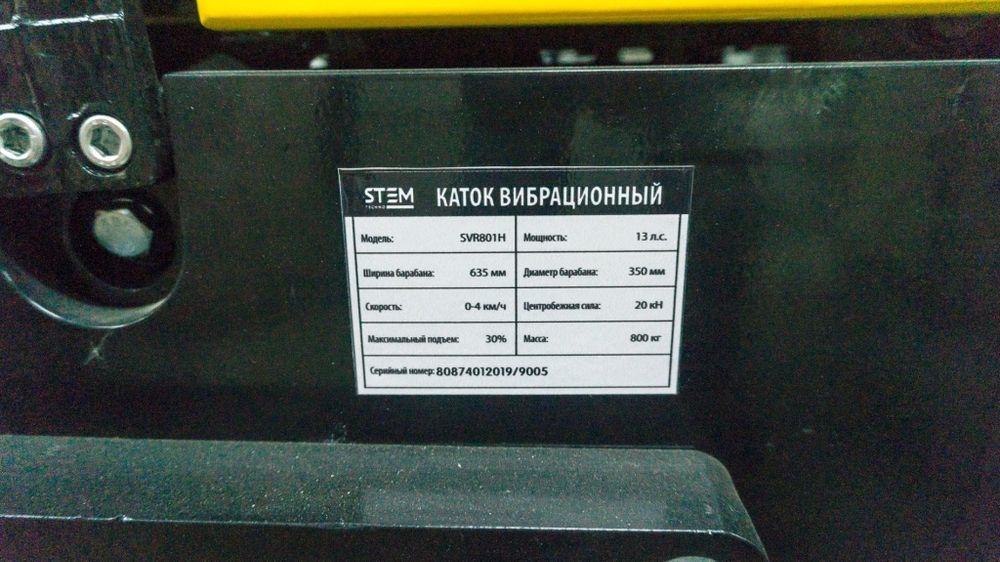 STEM TECHNO КАТОК ВИБРАЦИОННЫЙ
Модель: SVR801H Мощность: 13 л.с.
Ширина барабана: 635 мм Диаметр барабана: 350 мм
Скорость: 0-4 км/ч Центробежная сила: 20 кН
Максимальный подъем: 30% Масса: 800 кг
Серийный номер: 80874012019/9005